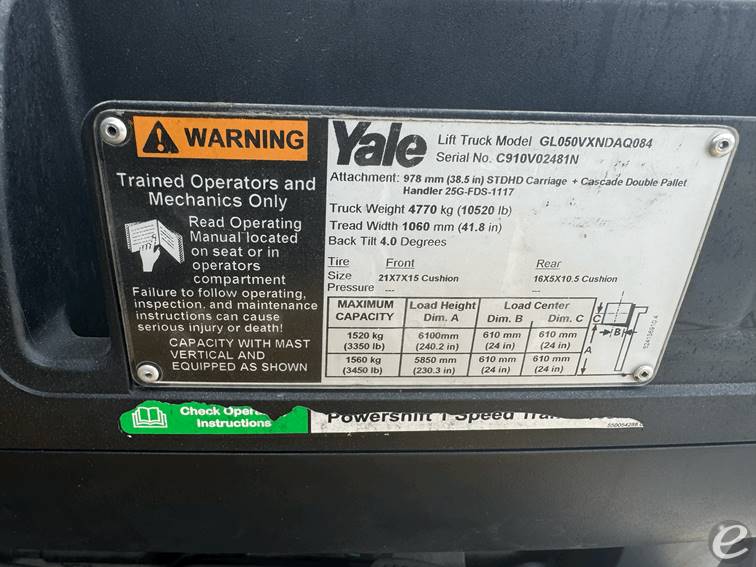 WARNING
Trained Operators and
Mechanics Only
Read Operating
Manual located
on seat or in
operators
compartment
Failure to follow operating,
inspection, and maintenance
instructions can cause
serious injury or death!
CAPACITY WITH MAST
VERTICAL AND
EQUIPPED AS SHOWN
Yale Lift Truck Model GL050VXNDAQ084
Serial No. C910V02481N
Attachment: 978 mm (38.5 in) STDHD Carriage + Cascade Double Pallet
Handler 25G-FDS-1117
Truck Weight 4770 kg (10520 lb)
Tread Width 1060 mm (41.8 in)
Back Tilt 4.0 Degrees
Tire Front Rear
Size 21X7X15 Cushion 16X5X10.5 Cushion
Pressure --- ---
MAXIMUM Load Height Load Center
CAPACITY Dim. A Dim. B Dim. C
1520 kg 6100mm 610 mm 610 mm
(3350 lb) (240.2 in) (24 in) (24 in)
1560 kg 5850 mm 610 mm 610 mm
(3450 lb) (230.3 in) (24 in) (24 in)
C
B
A
Check
Instructions
Powershift 1 Speed
e